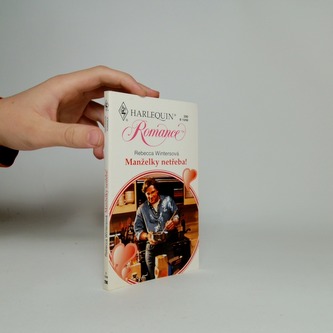 HARLEQUIN®
Romance
Rebecca Wintersová
Manželky netřeba!